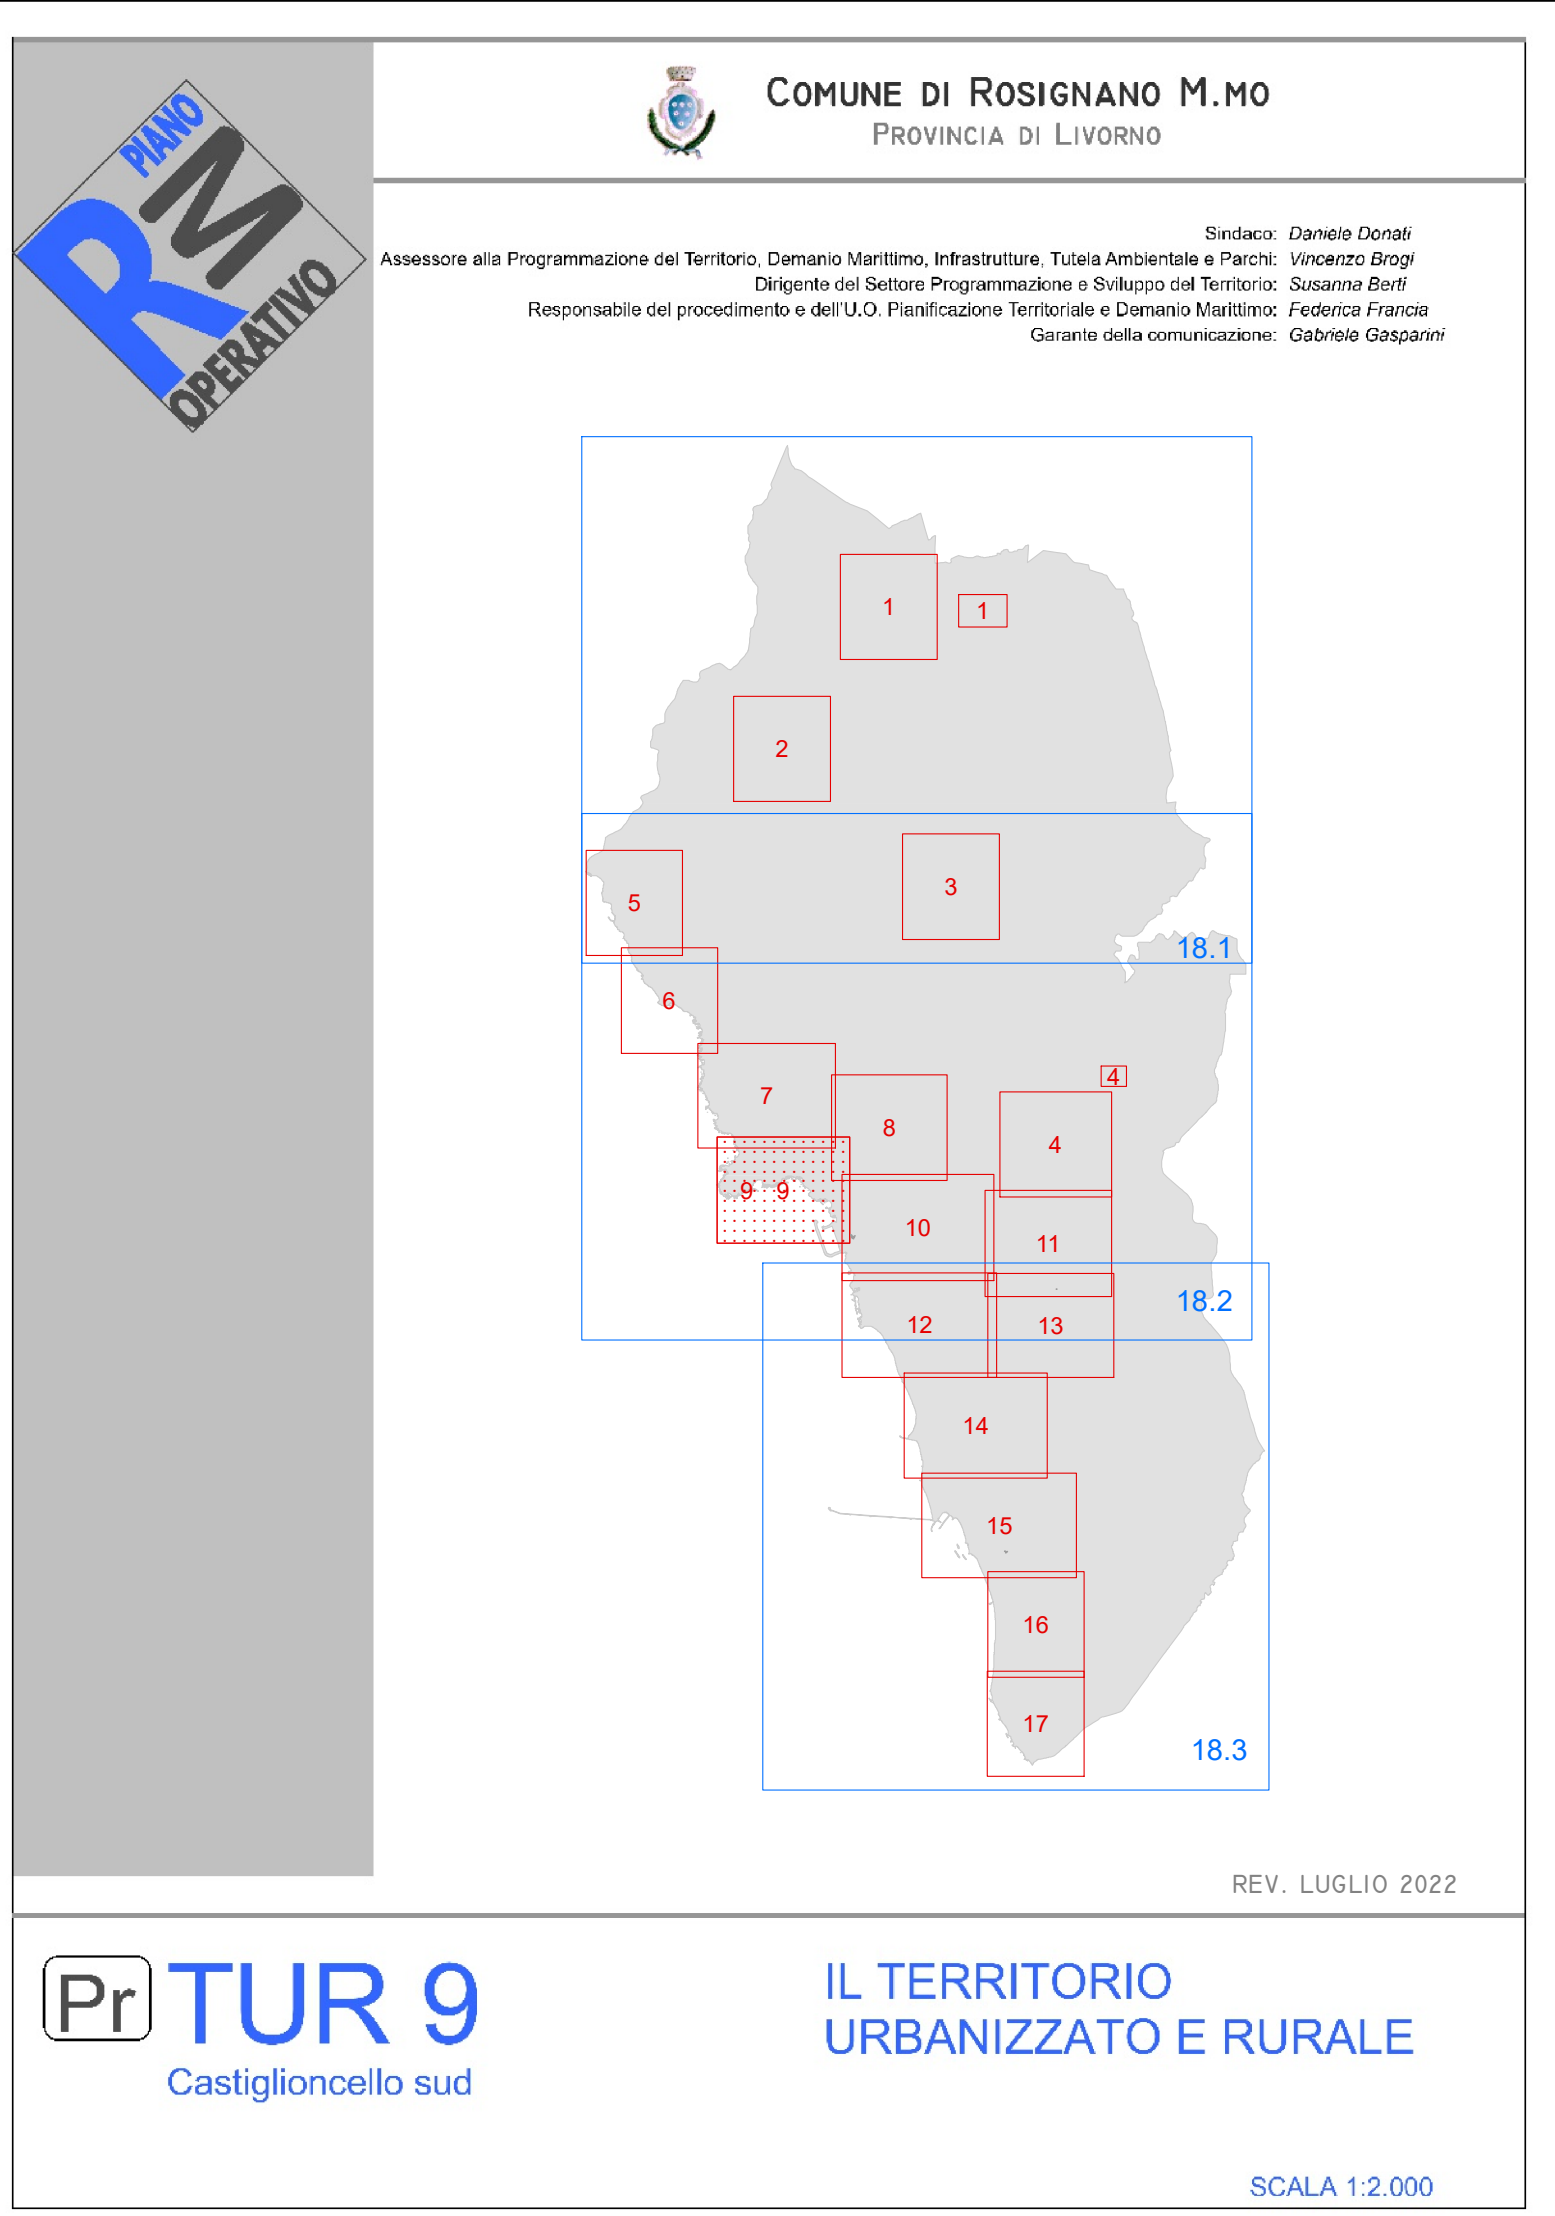 PIANO
RM
OPERATIVO
COMUNE DI ROSIGNANO M.MO
PROVINCIA DI LIVORNO
Sindaco: Daniele Donati
Assessore alla Programmazione del Territorio, Demanio Marittimo, Infrastrutture, Tutela Ambientale e Parchi: Vincenzo Brogi
Dirigente del Settore Programmazione e Sviluppo del Territorio: Susanna Berti
Responsabile del procedimento e dell'U.O. Pianificazione Territoriale e Demanio Marittimo: Federica Francia
Garante della comunicazione: Gabriele Gasparini
1
1
2
3
5
18.1
6
4
7
8
4
9 9
10
11
18.2
12
13
14
15
16
17
18.3
REV. LUGLIO 2022
Pr TUR 9
Castiglioncello sud
IL TERRITORIO
URBANIZZATO E RURALE
SCALA 1:2.000